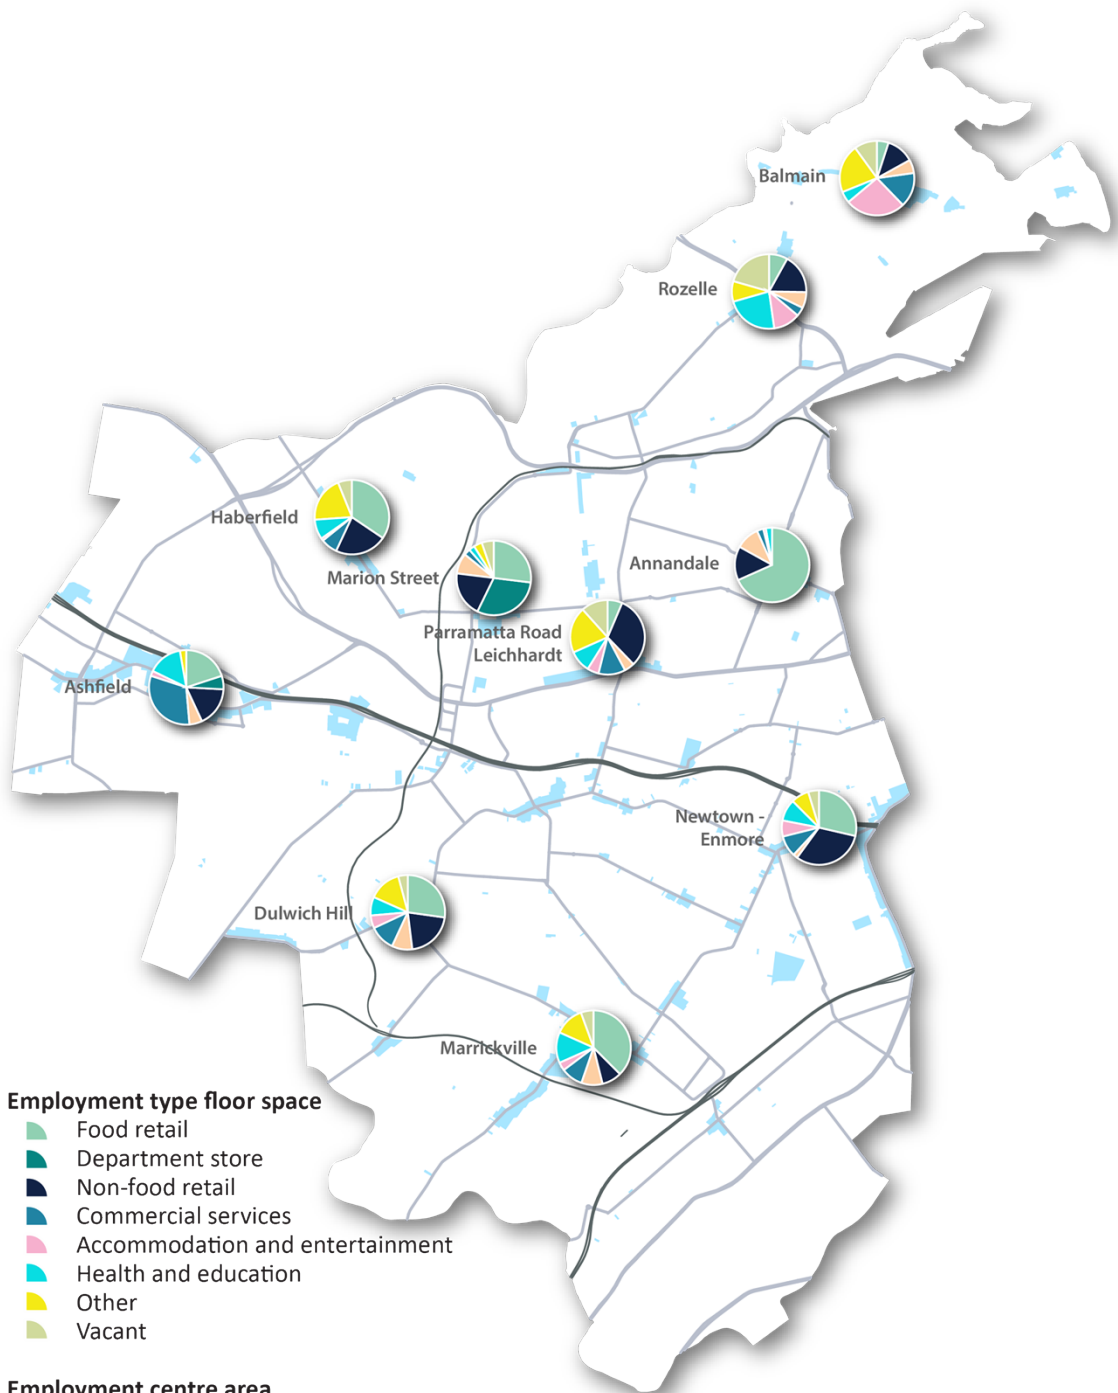 Balmain
Rozelle
Haberfield
Marion Street
Annandale
Parramatta Road
Leichhardt
Ashfield
Newtown -
Enmore
Dulwich Hill
Marrickville
Employment type floor space
Food retail
Department store
Non-food retail
Commercial services
Accommodation and entertainment
Health and education
Other
Vacant
Employment centre area